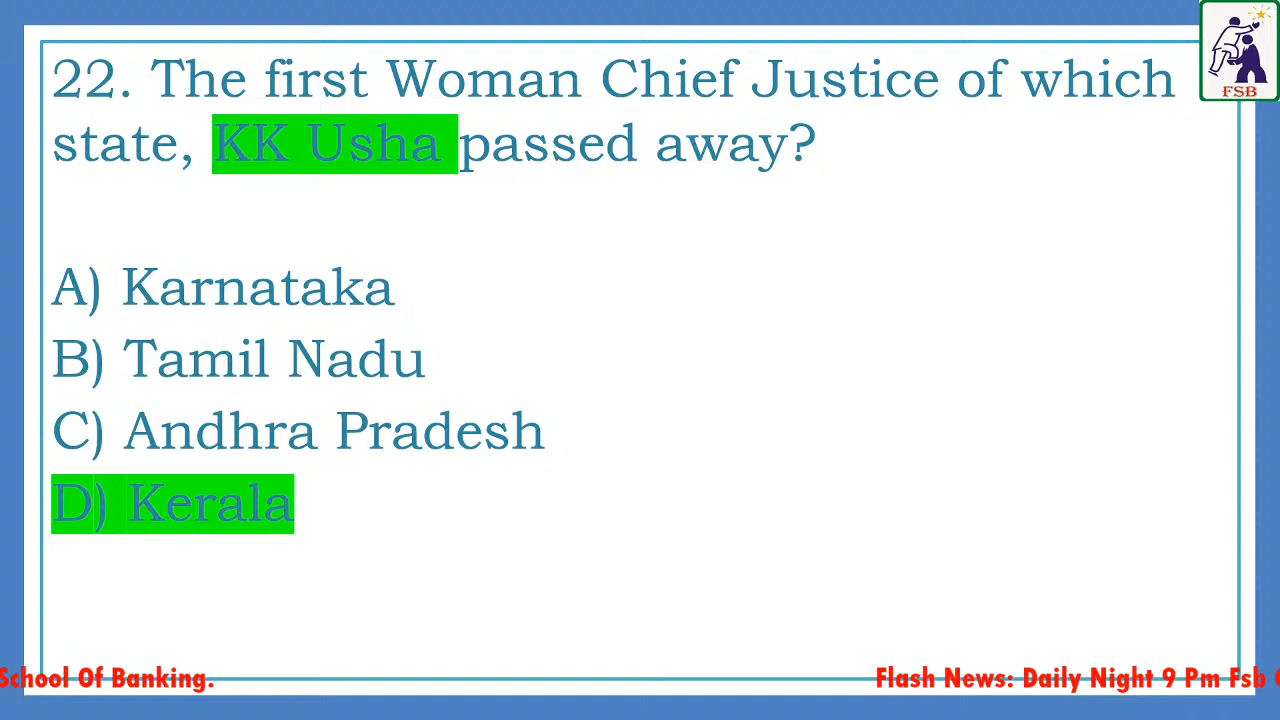 22. The first Woman Chief Justice of which
state, KK Usha passed away?
A) Karnataka
B) Tamil Nadu
C) Andhra Pradesh
D) Kerala
FSB
School Of Banking.
Flash News: Daily Night 9 Pm Fsb